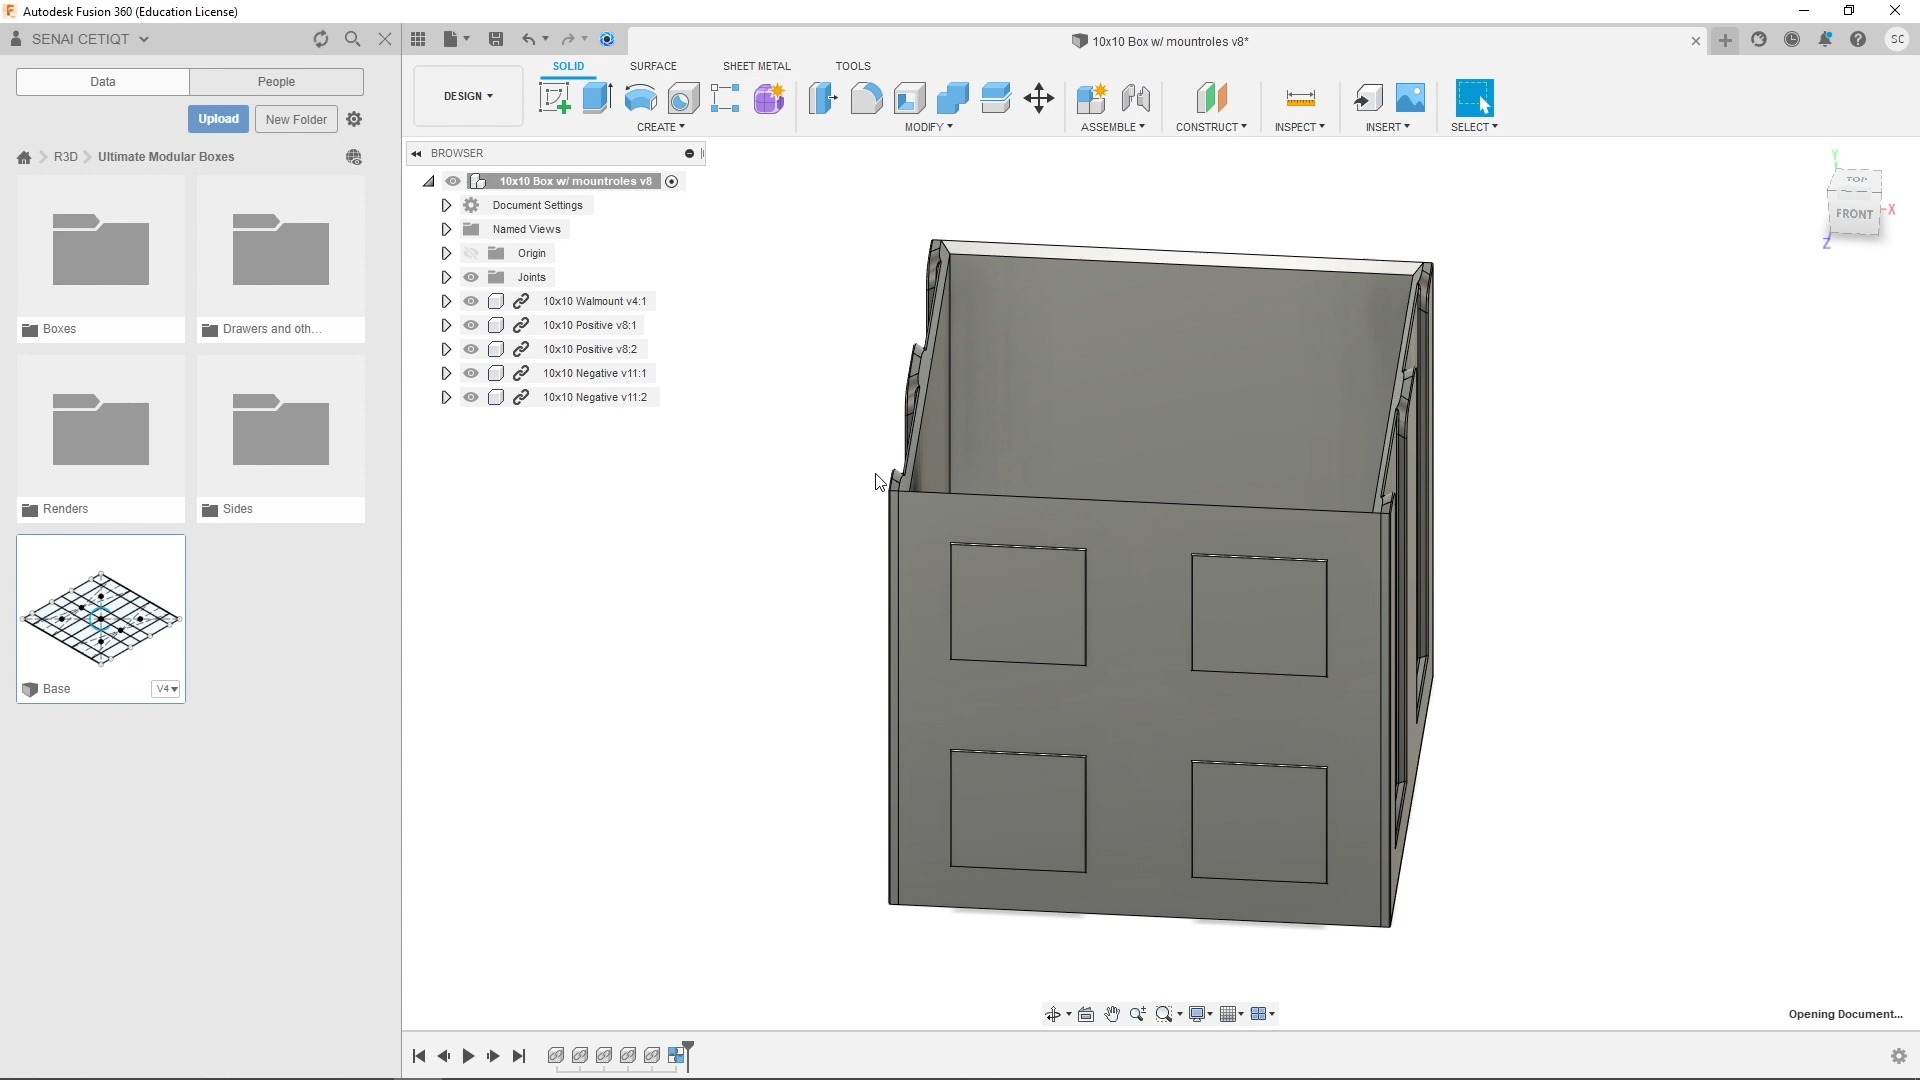 Autodesk Fusion 360 (Education License)
SENAI CETIQT
10x10 Box w/ mountroles v8*
SC
Data
People
Upload
New Folder
R3D
Ultimate Modular Boxes
Boxes
Drawers and oth...
Renders
Sides
Base
V4
DESIGN
SOLID
SURFACE
SHEET METAL
TOOLS
CREATE
MODIFY
ASSEMBLE
CONSTRUCT
INSPECT
INSERT
SELECT
BROWSER
10x10 Box w/ mountroles v8
Document Settings
Named Views
Origin
Joints
10x10 Walmount v4:1
10x10 Positive v8:1
10x10 Positive v8:2
10x10 Negative v11:1
10x10 Negative v11:2
Y
TOP
FRONT
X
Z
Opening Document...